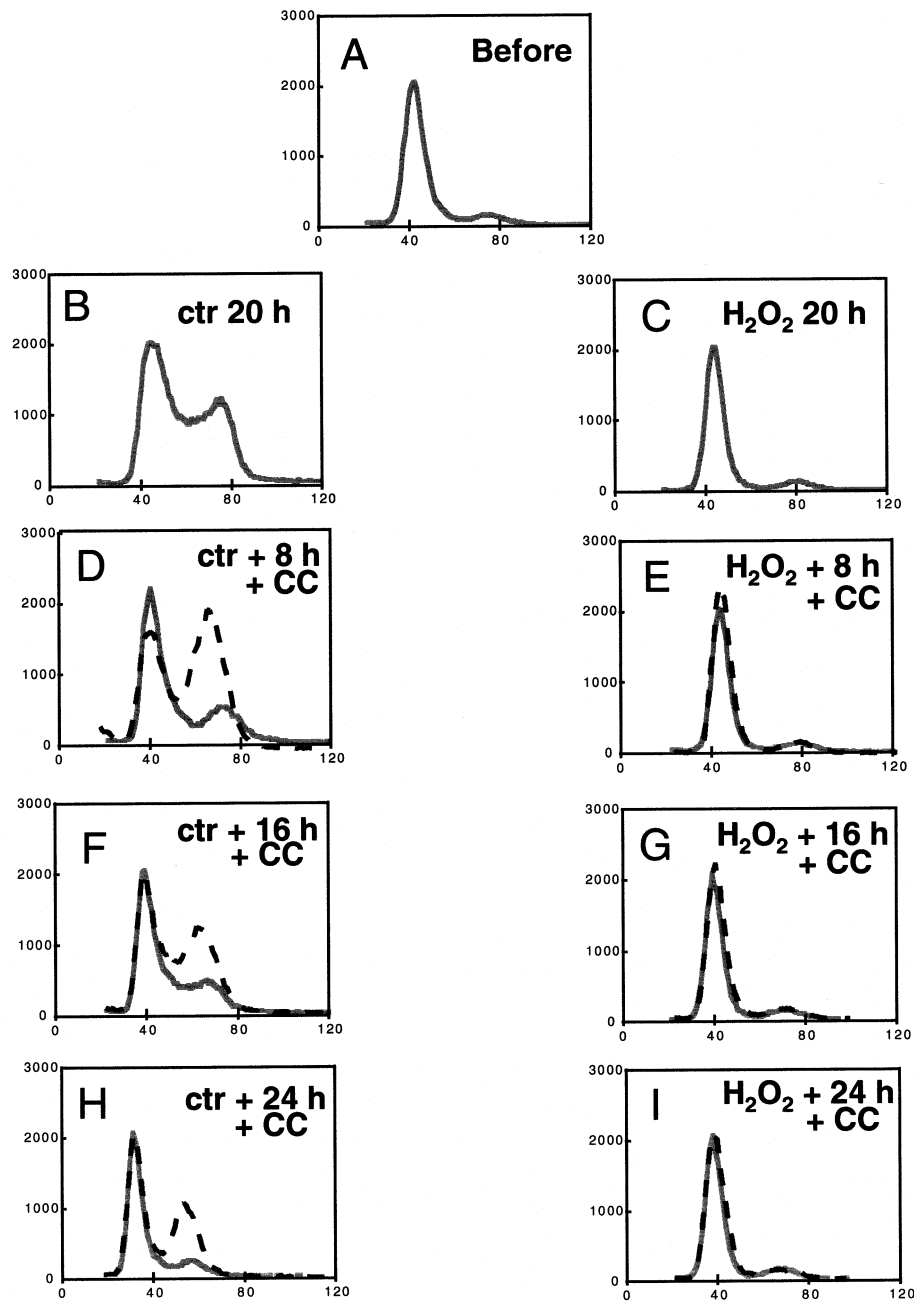 A Before
3000
2000
1000
0
0 40 80 120
B ctr 20 h
3000
2000
1000
0
0 40 80 120
C H₂O₂ 20 h
3000
2000
1000
0
0 40 80 120
D ctr + 8 h
+ CC
3000
2000
1000
0
0 40 80 120
E H₂O₂ + 8 h
+ CC
3000
2000
1000
0
0 40 80 120
F ctr + 16 h
+ CC
3000
2000
1000
0
0 40 80 120
G H₂O₂ + 16 h
+ CC
3000
2000
1000
0
0 40 80 120
H ctr + 24 h
+ CC
3000
2000
1000
0
0 40 80 120
I H₂O₂ + 24 h
+ CC
3000
2000
1000
0
0 40 80 120